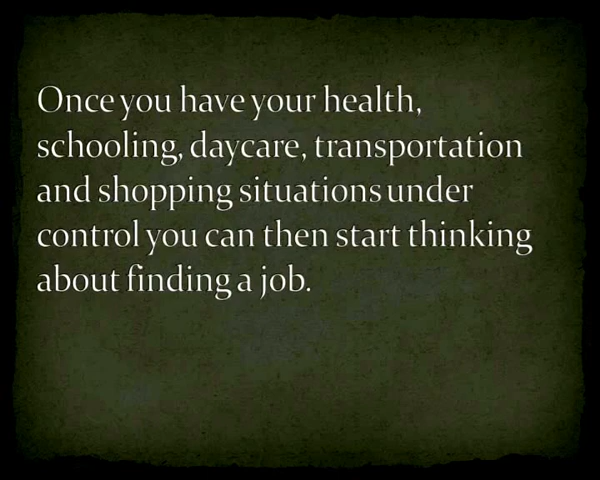 Once you have your health,
schooling, daycare, transportation
and shopping situations under
control you can then start thinking
about finding a job.